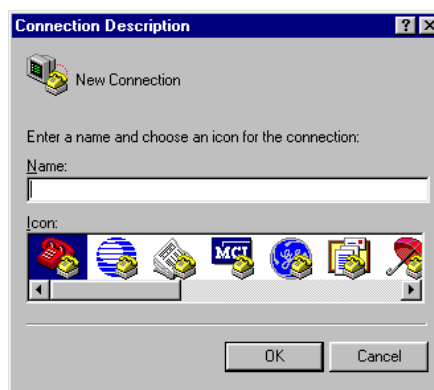 Connection Description
New Connection
Enter a name and choose an icon for the connection:
Name:
Icon:
MCI
OK
Cancel